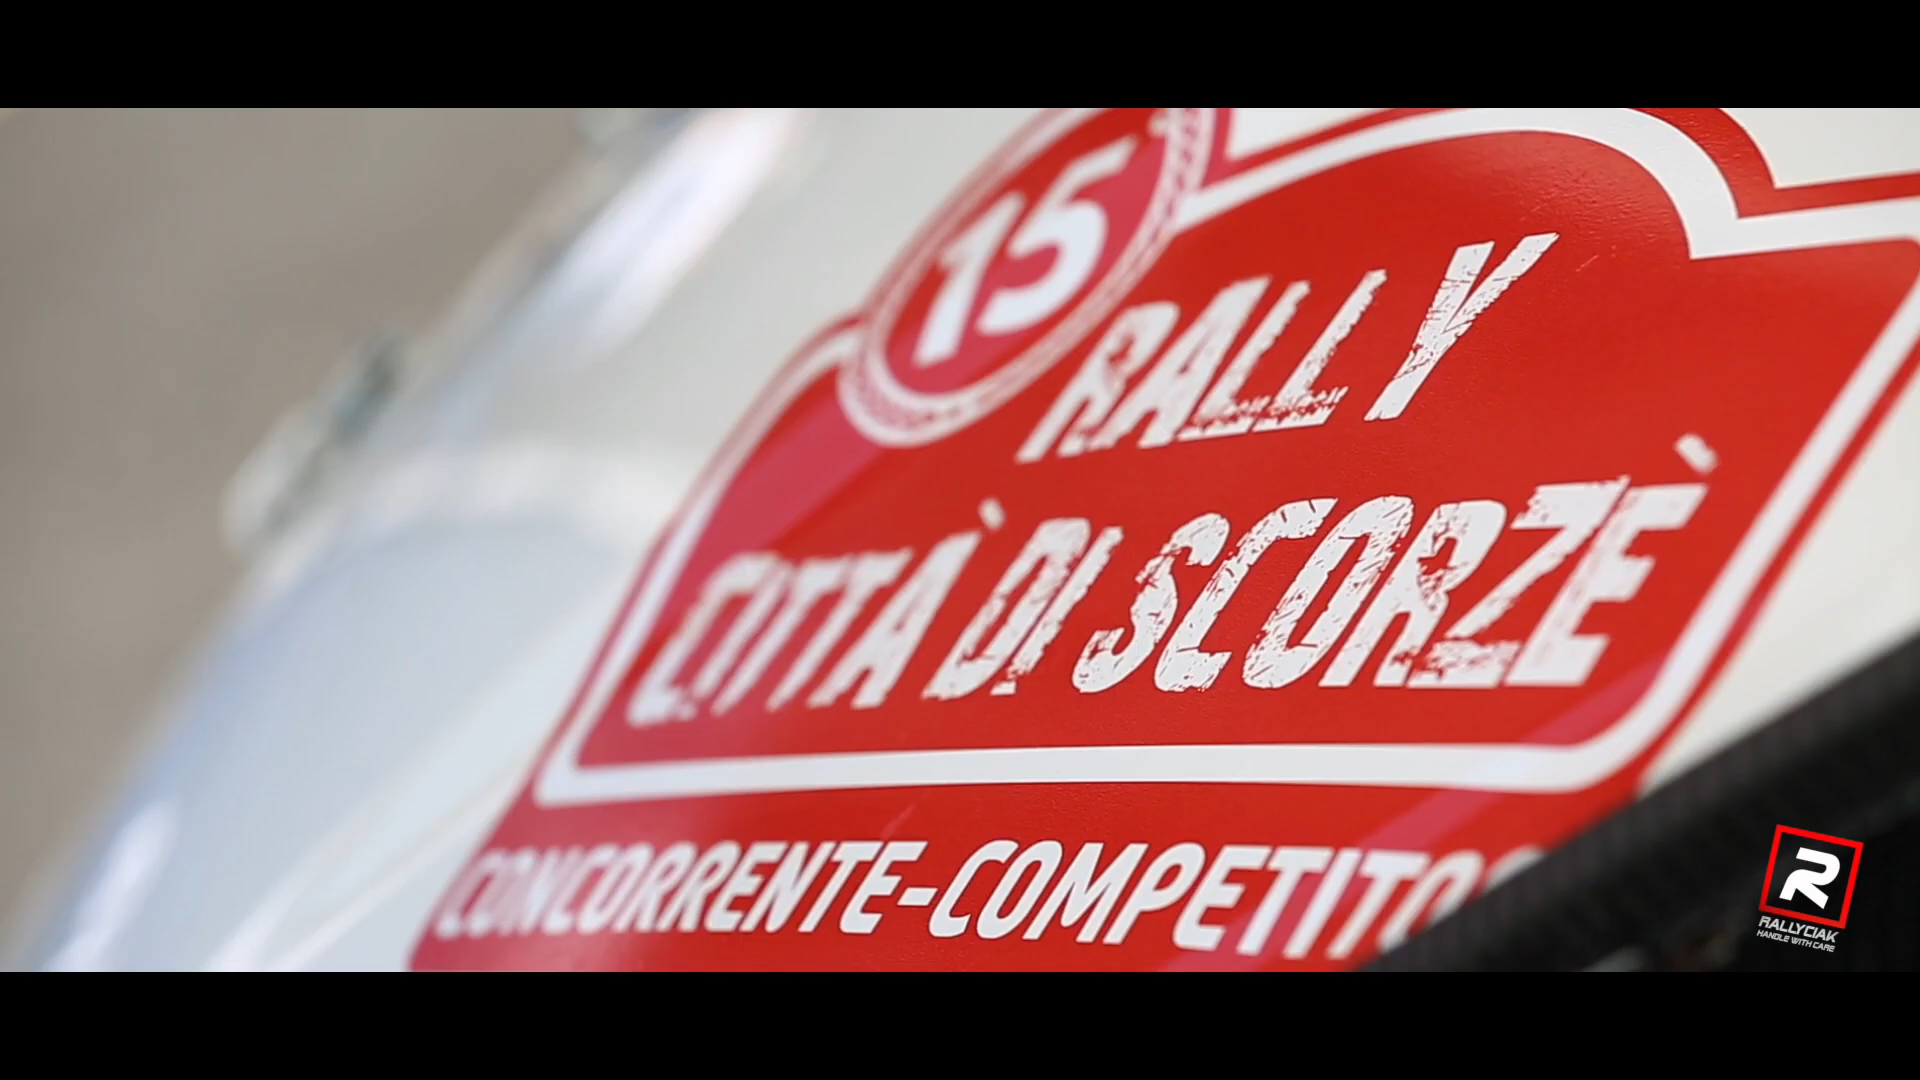 15
RALLY
CITTÀ DI SCORZÈ
CONCORRENTE-COMPETITO
RALLYCIAK
HANDLE WITH CARE